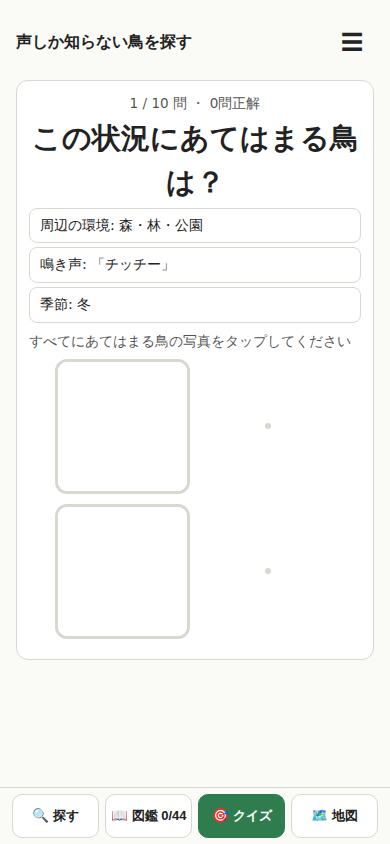 声しか知らない鳥を探す
1 / 10 問 ・ 0問正解
この状況にあてはまる鳥
は？
周辺の環境: 森・林・公園
鳴き声: 「チッチー」
季節: 冬
すべてにあてはまる鳥の写真をタップしてください
🔍 探す
📖 図鑑 0/44
🎯 クイズ
🗺️ 地図